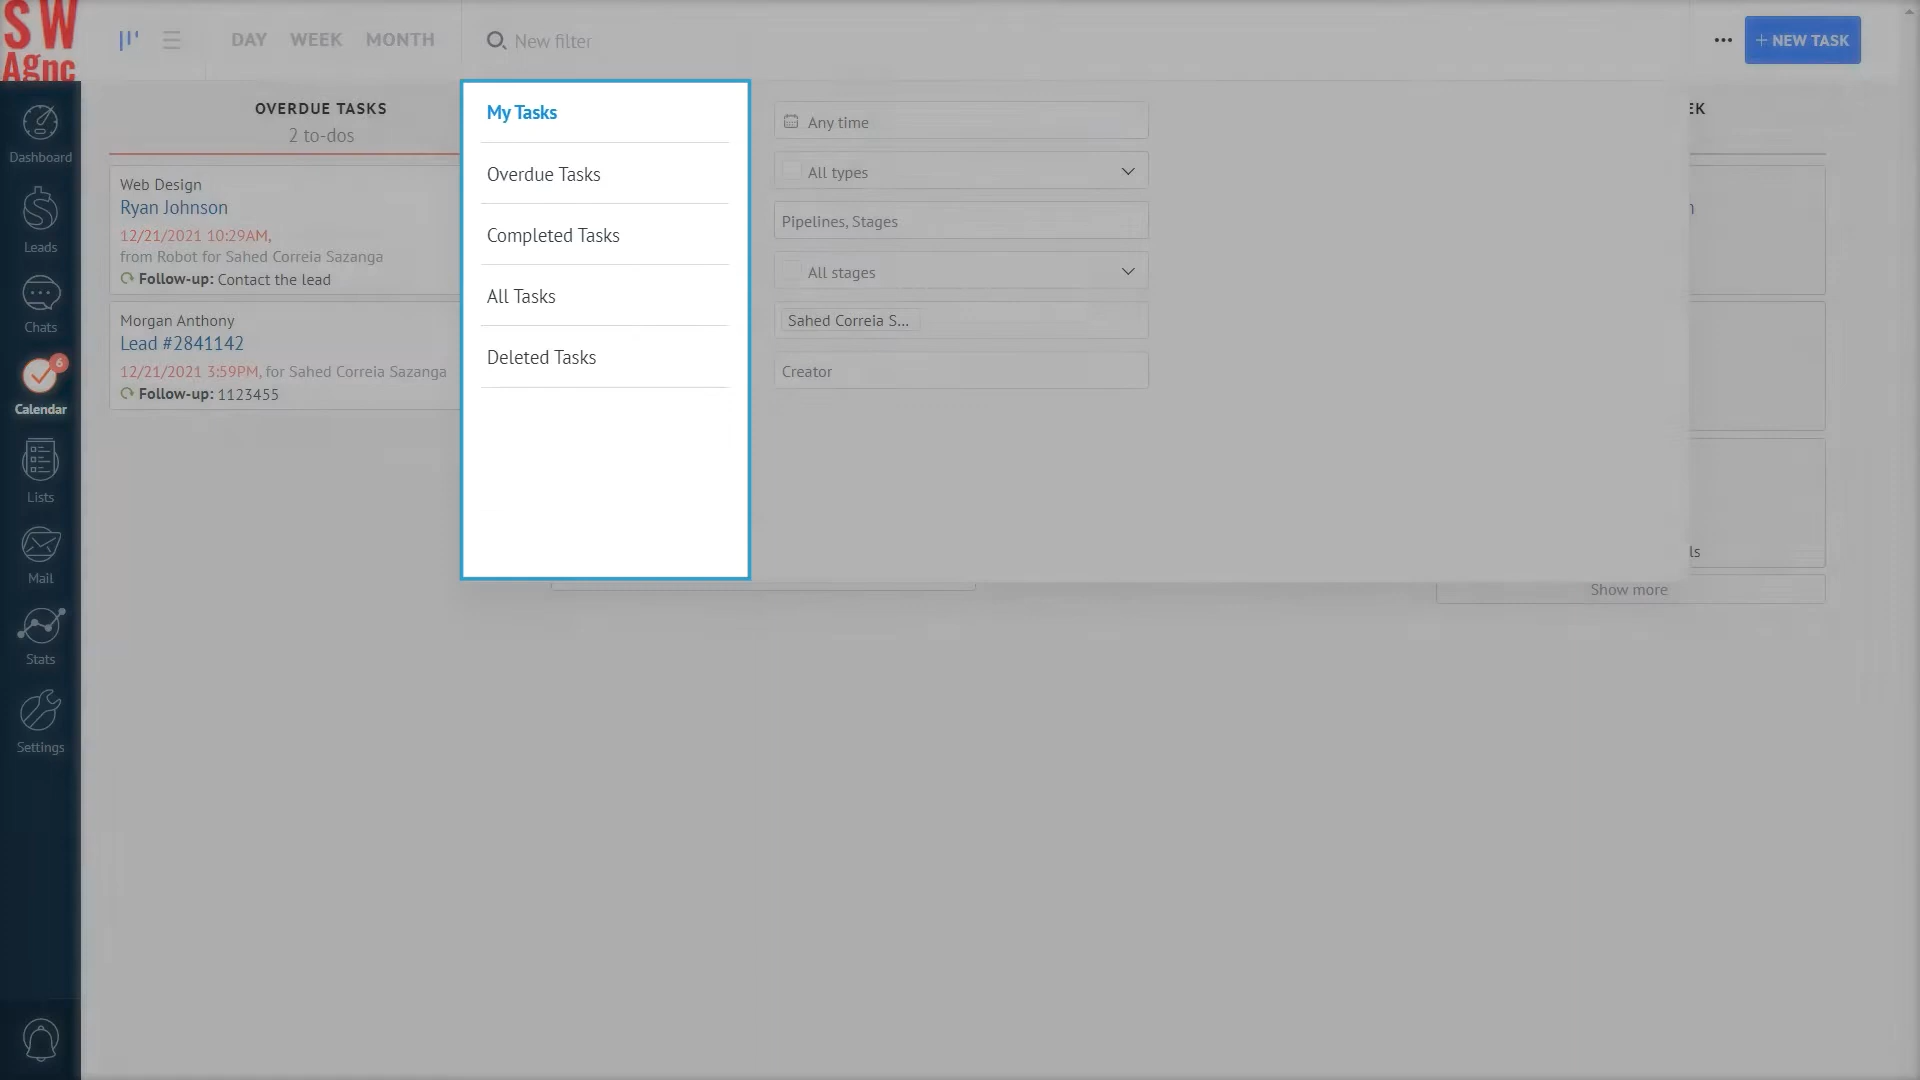 SW
Agnc
DAY WEEK MONTH
New filter
+ NEW TASK
Dashboard
Leads
Chats
6
Calendar
Lists
Mail
Stats
Settings
OVERDUE TASKS
2 to-dos
Web Design
Ryan Johnson
12/21/2021 10:29AM,
from Robot for Sahed Correia Sazanga
Follow-up: Contact the lead
Morgan Anthony
Lead #2841142
12/21/2021 3:59PM, for Sahed Correia Sazanga
Follow-up: 1123455
My Tasks
Overdue Tasks
Completed Tasks
All Tasks
Deleted Tasks
Any time
All types
Pipelines, Stages
All stages
Sahed Correia S...
Creator
EK
ls
Show more